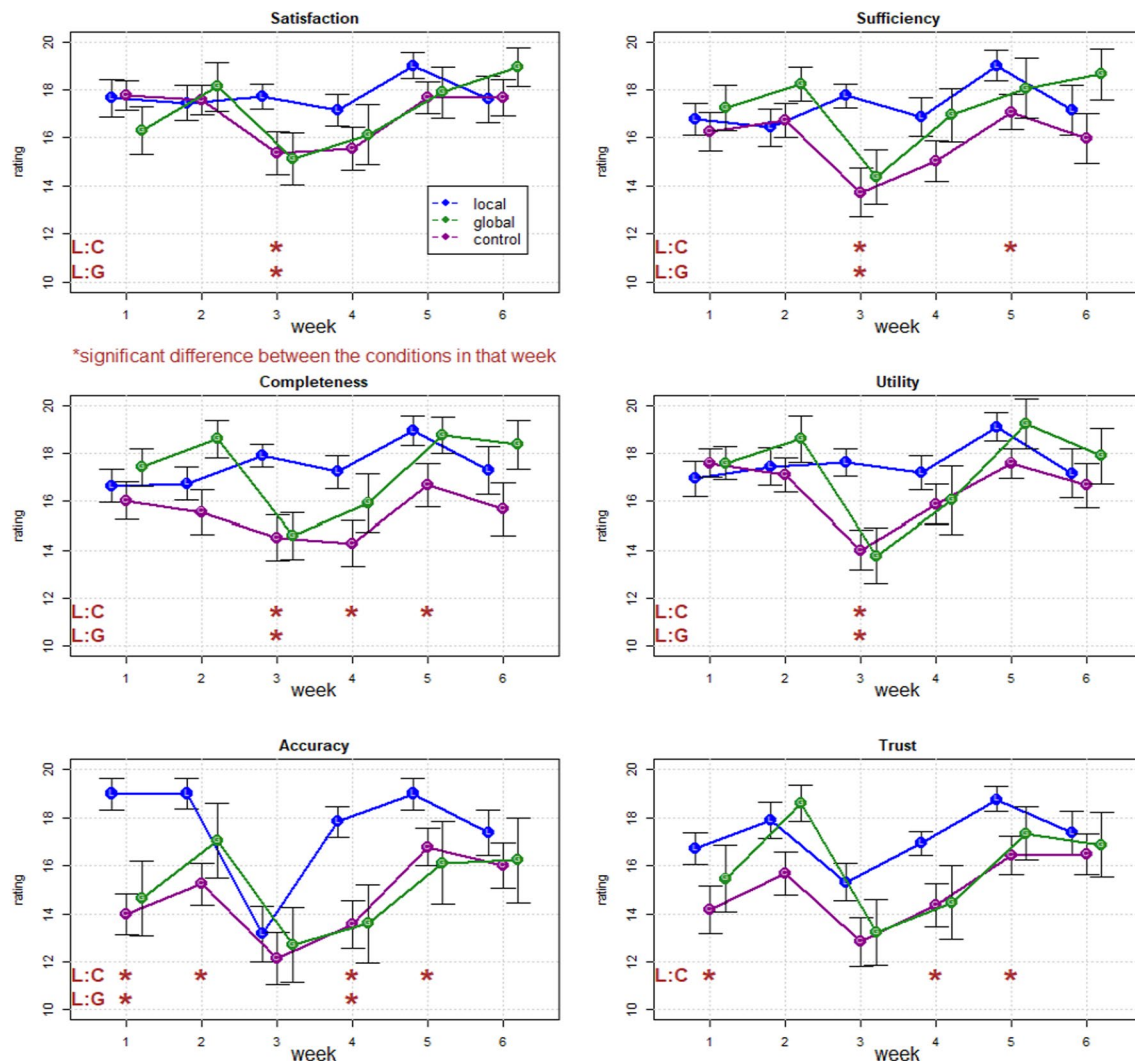 Satisfaction
20
18
16
14
12
10
rating
local
global
control
L:C * 
L:G *
1 2 3 4 5 6
week
Sufficiency
20
18
16
14
12
10
rating
L:C * *
L:G *
1 2 3 4 5 6
week
*significant difference between the conditions in that week
Completeness
20
18
16
14
12
10
rating
L:C * * *
L:G *
1 2 3 4 5 6
week
Utility
20
18
16
14
12
10
rating
L:C *
L:G *
1 2 3 4 5 6
week
Accuracy
20
18
16
14
12
10
rating
L:C * * * *
L:G * *
1 2 3 4 5 6
week
Trust
20
18
16
14
12
10
rating
L:C * * *
1 2 3 4 5 6
week